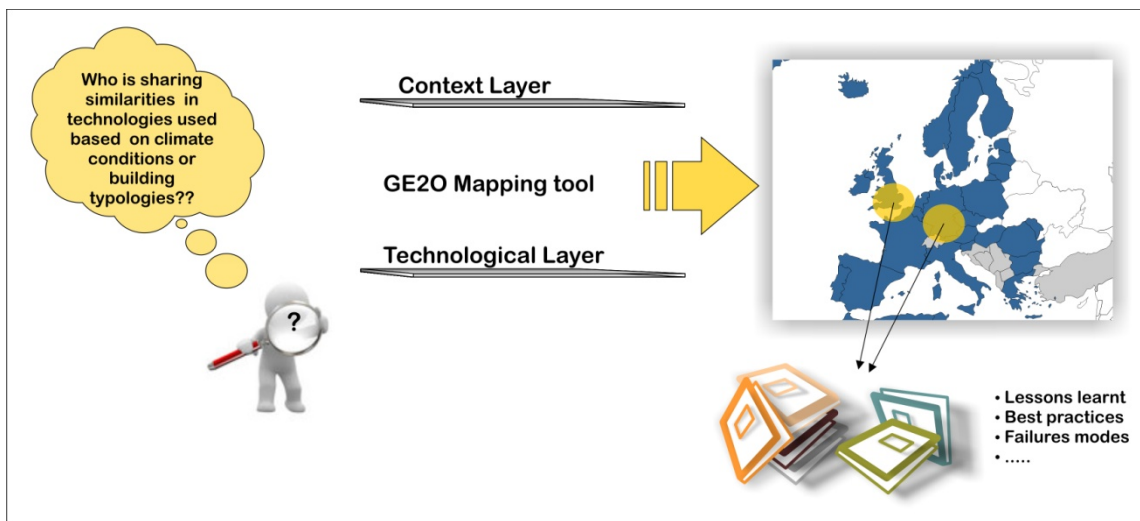 Who is sharing
similarities in
technologies used
based on climate
conditions or
building
typologies??
?
Context Layer
GE2O Mapping tool
Technological Layer
• Lessons learnt
• Best practices
• Failures modes
• .....